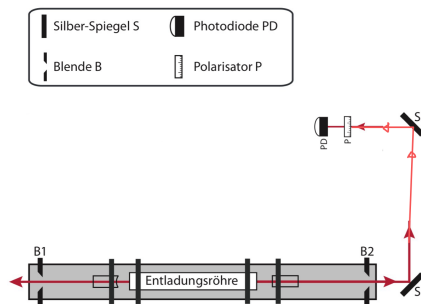 Silber-Spiegel S
Photodiode PD
Blende B
Polarisator P
S
PD
P
B1
B2
Entladungsröhre
S